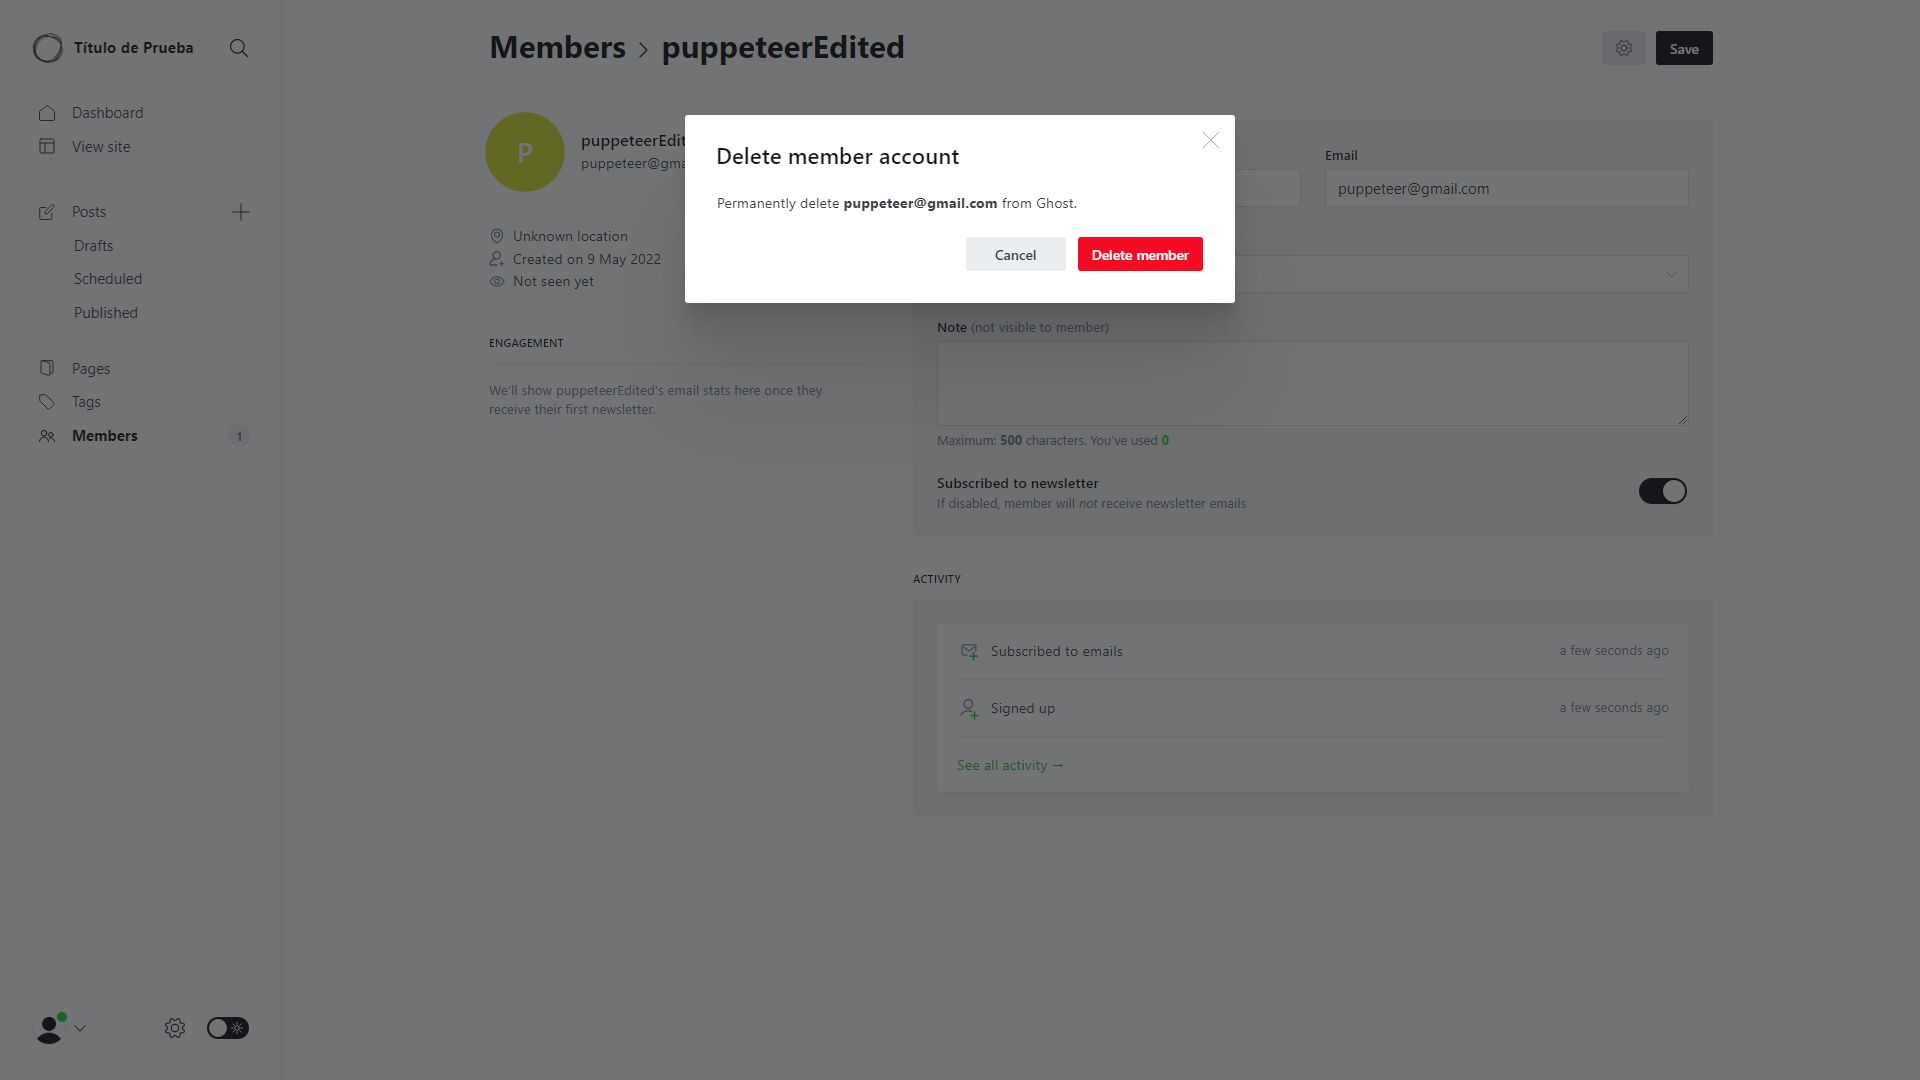 Título de Prueba
Dashboard
View site
Posts
Drafts
Scheduled
Published
Pages
Tags
Members 1
Members > puppeteerEdited
Save
P
puppeteerEdit
puppeteer@gma
Unknown location
Created on 9 May 2022
Not seen yet
ENGAGEMENT
We'll show puppeteerEdited's email stats here once they
receive their first newsletter.
Delete member account
Permanently delete puppeteer@gmail.com from Ghost.
Cancel
Delete member
Email
puppeteer@gmail.com
Note (not visible to member)
Maximum: 500 characters. You've used 0
Subscribed to newsletter
If disabled, member will not receive newsletter emails
ACTIVITY
Subscribed to emails a few seconds ago
Signed up a few seconds ago
See all activity →